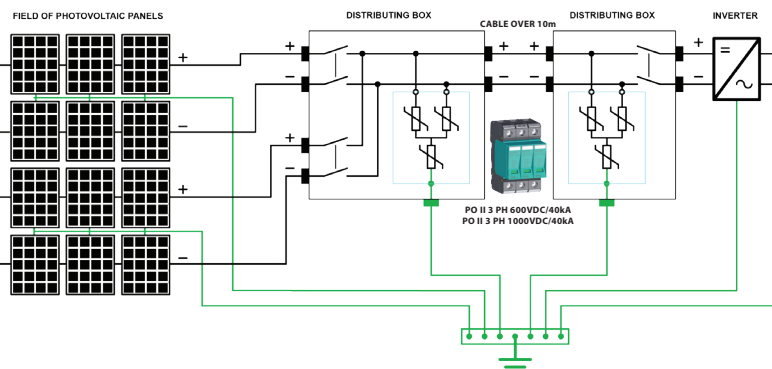 FIELD OF PHOTOVOLTAIC PANELS
DISTRIBUTING BOX
CABLE OVER 10m
DISTRIBUTING BOX
INVERTER
+
+
+
+
+
+
−
−
−
−
−
−
−
+
−
+
−
PO II 3 PH 600VDC/40kA
PO II 3 PH 1000VDC/40kA